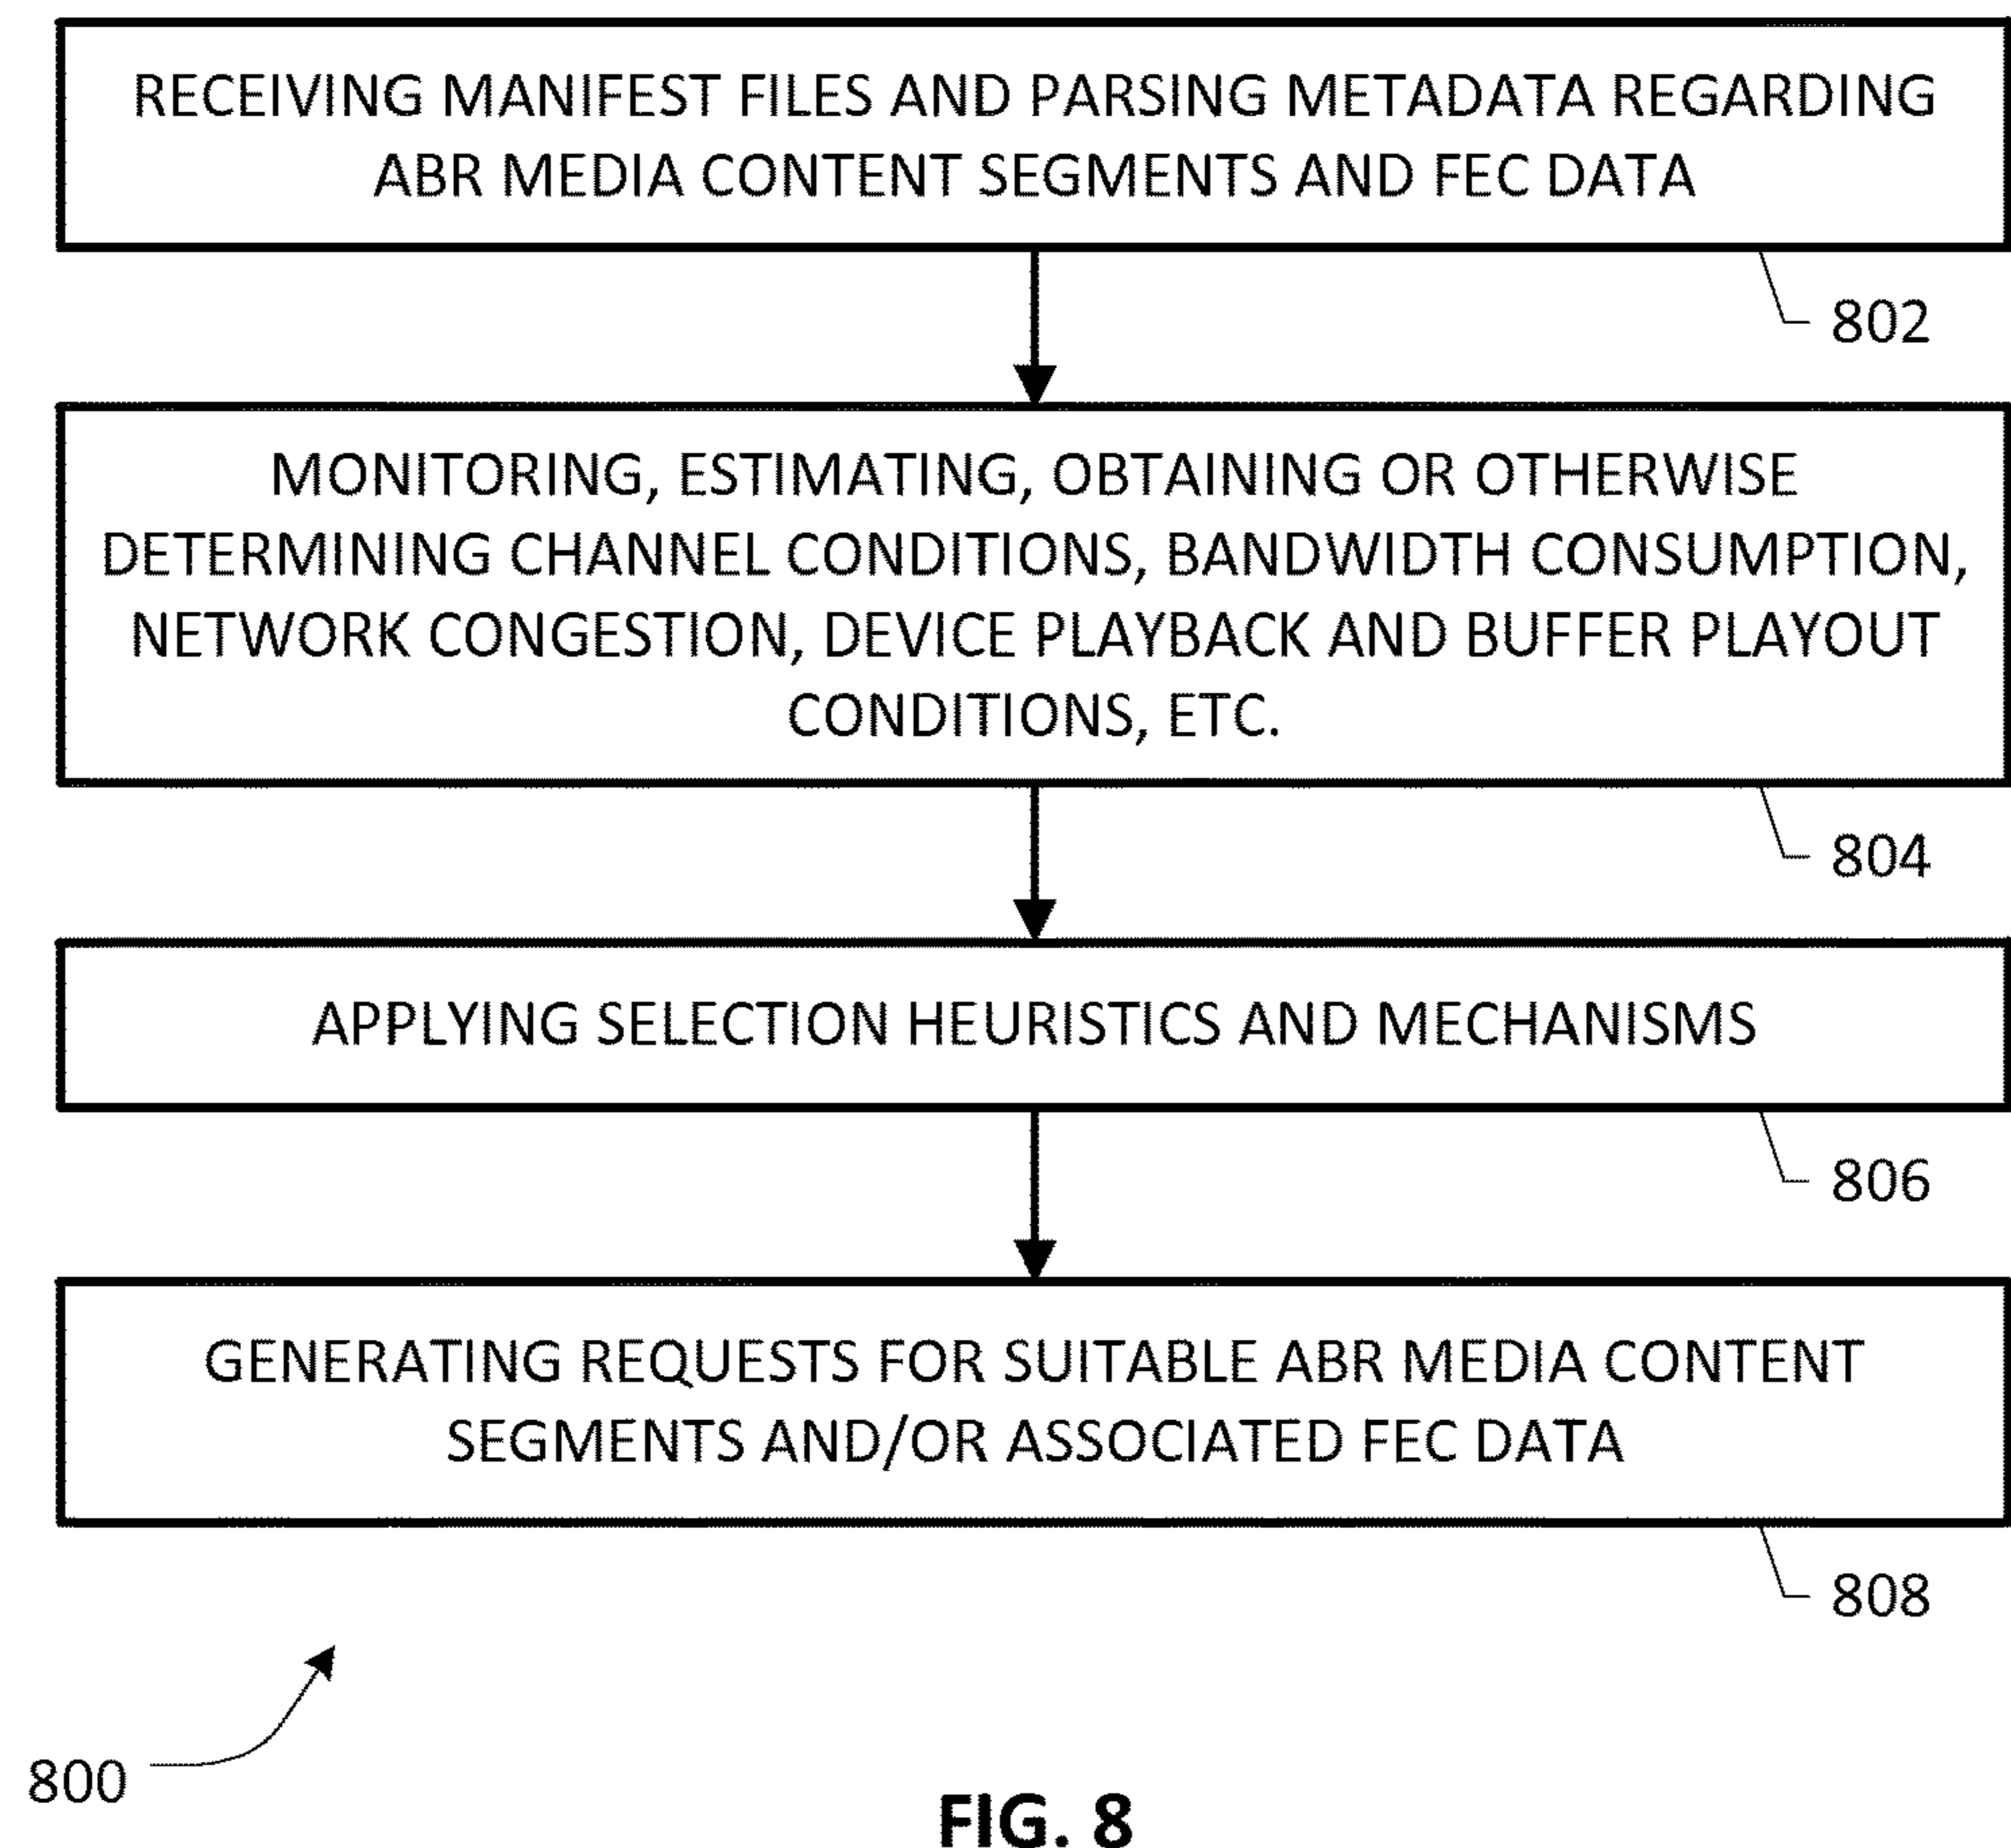 RECEIVING MANIFEST FILES AND PARSING METADATA REGARDING
ABR MEDIA CONTENT SEGMENTS AND FEC DATA
802
MONITORING, ESTIMATING, OBTAINING OR OTHERWISE
DETERMINING CHANNEL CONDITIONS, BANDWIDTH CONSUMPTION,
NETWORK CONGESTION, DEVICE PLAYBACK AND BUFFER PLAYOUT
CONDITIONS, ETC.
804
APPLYING SELECTION HEURISTICS AND MECHANISMS
806
GENERATING REQUESTS FOR SUITABLE ABR MEDIA CONTENT
SEGMENTS AND/OR ASSOCIATED FEC DATA
808
800
FIG. 8